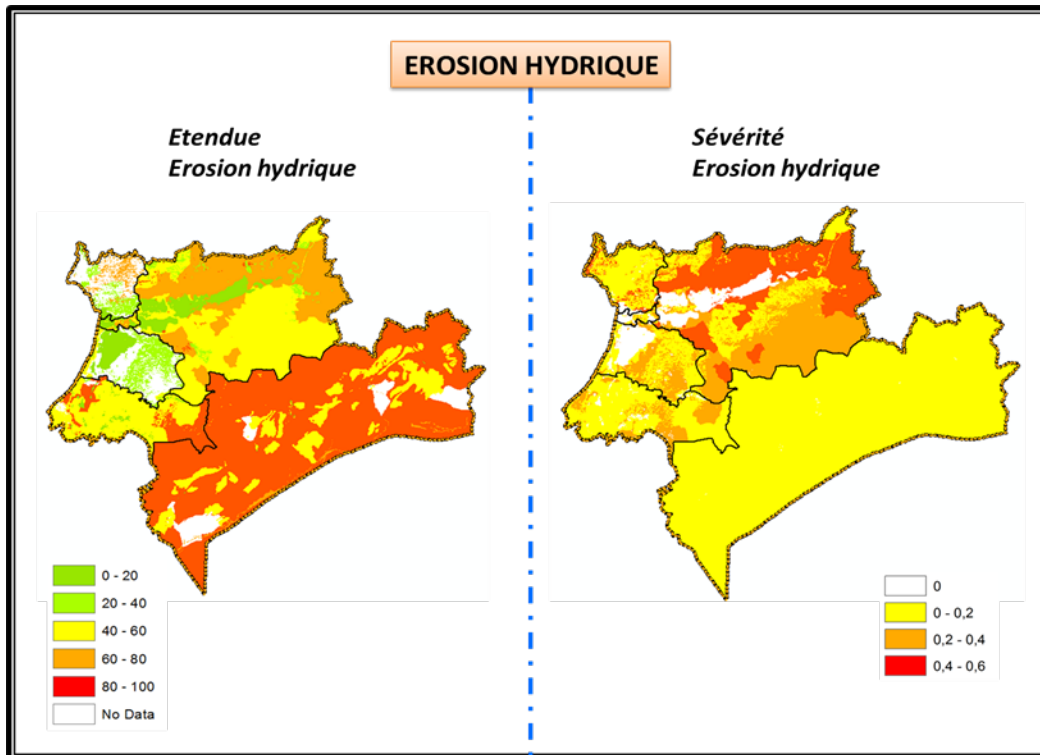 EROSION HYDRIQUE
Etendue
Erosion hydrique
Sévérité
Erosion hydrique
0 - 20
20 - 40
40 - 60
60 - 80
80 - 100
No Data
0
0 - 0,2
0,2 - 0,4
0,4 - 0,6